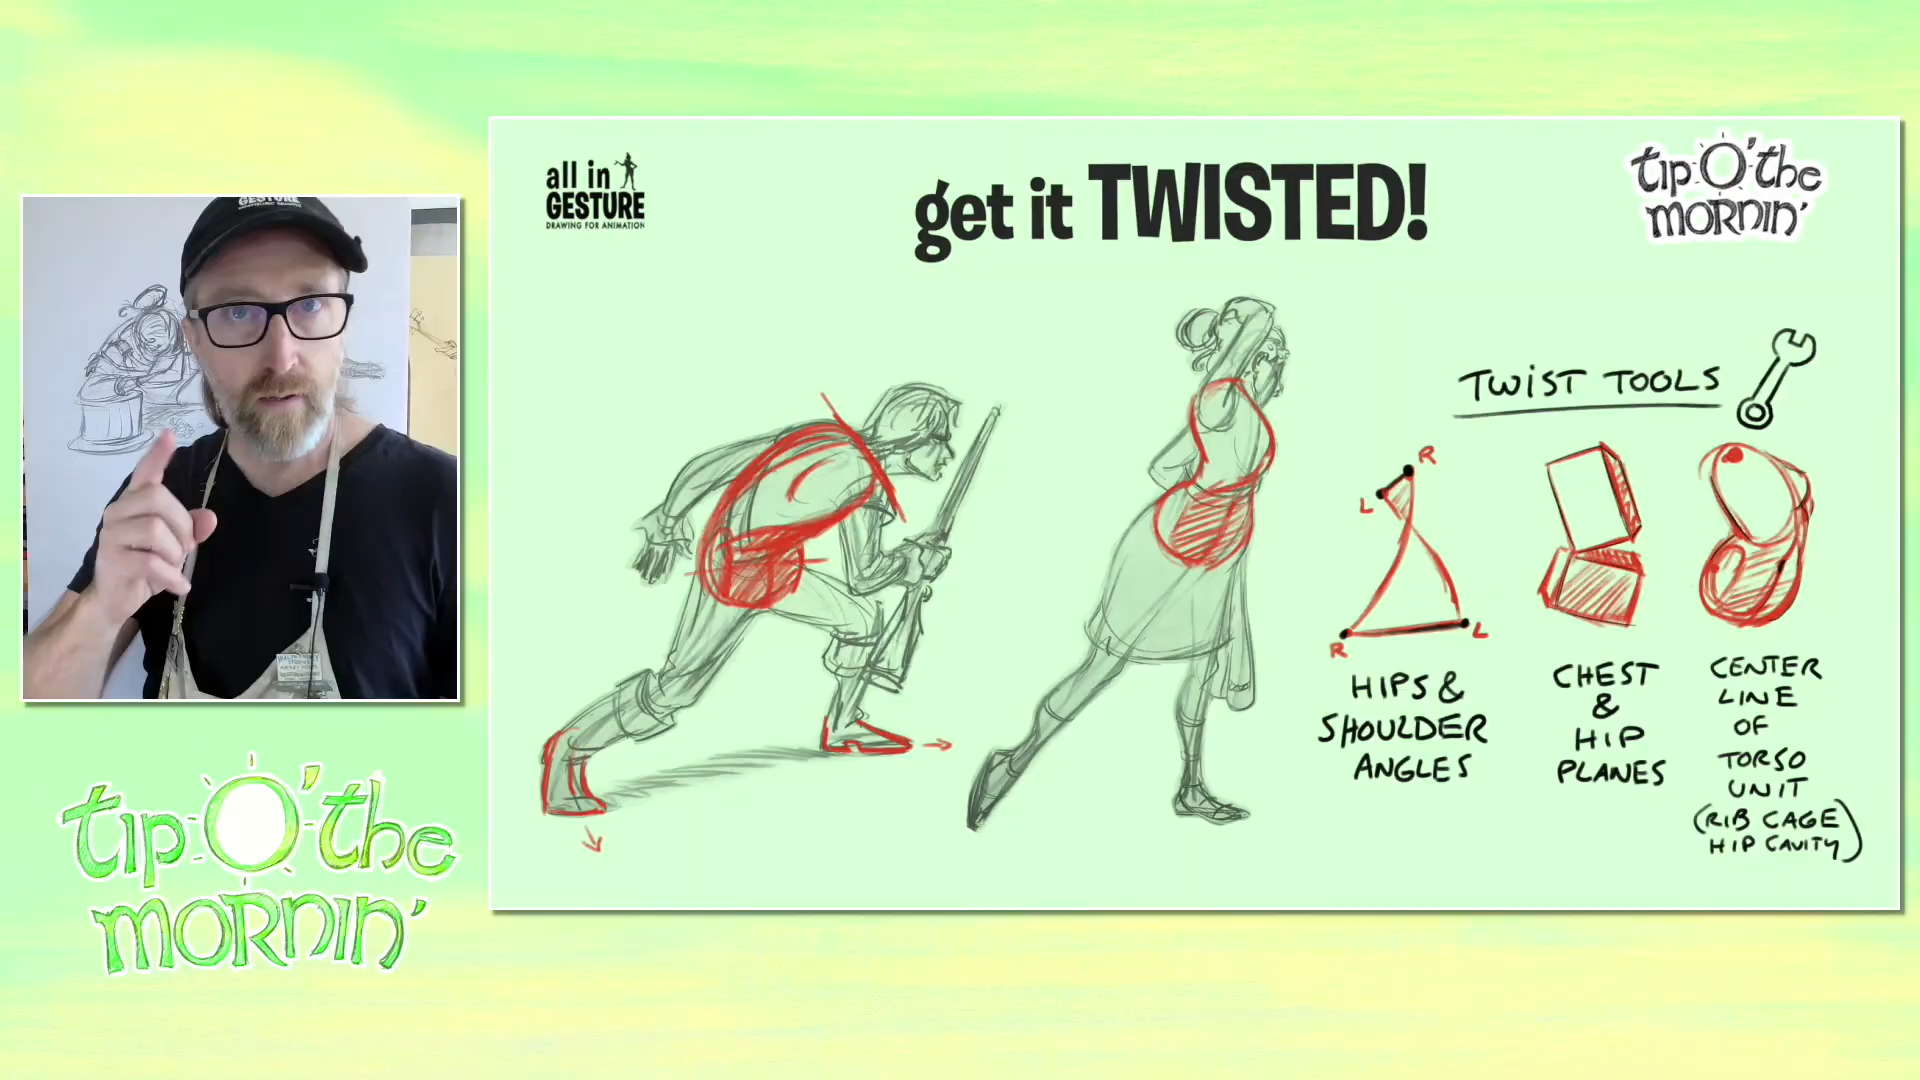 all in
GESTURE
DRAWING FOR ANIMATION
get it TWISTED!
tip O' the
mornin'
GESTURE
TWIST TOOLS
R
L
R
L
HIPS &
SHOULDER
ANGLES
CHEST
&
HIP
PLANES
CENTER
LINE
OF
TORSO
UNIT
(RIB CAGE
HIP CAVITY)
tip O' the
mornin'